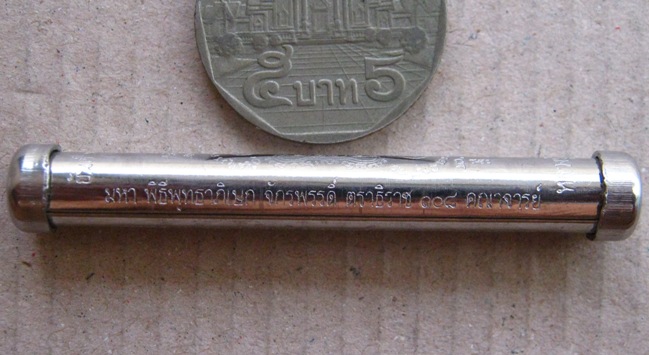 ๕ บาท 5
มหา พิธีพุทธาภิเษก จักรพรรดิ ตราธิราช ๑๐๘ คณาจารย์